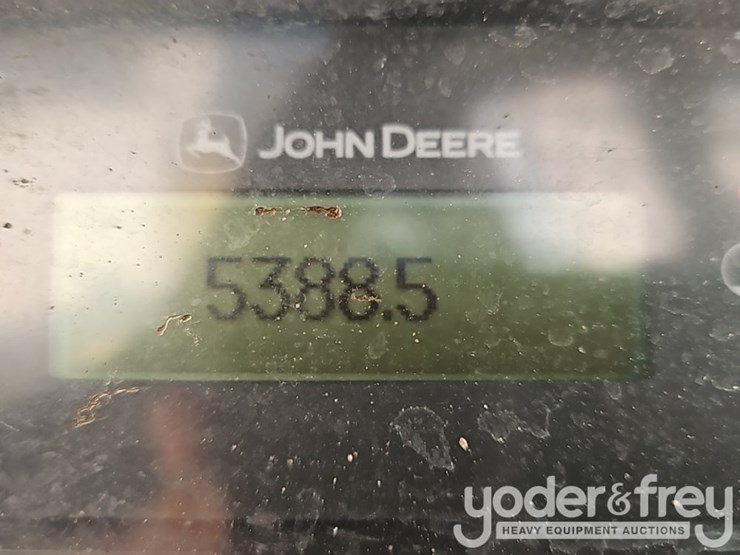 JOHN DEERE
5388.5
yoder&frey
HEAVY EQUIPMENT AUCTIONS